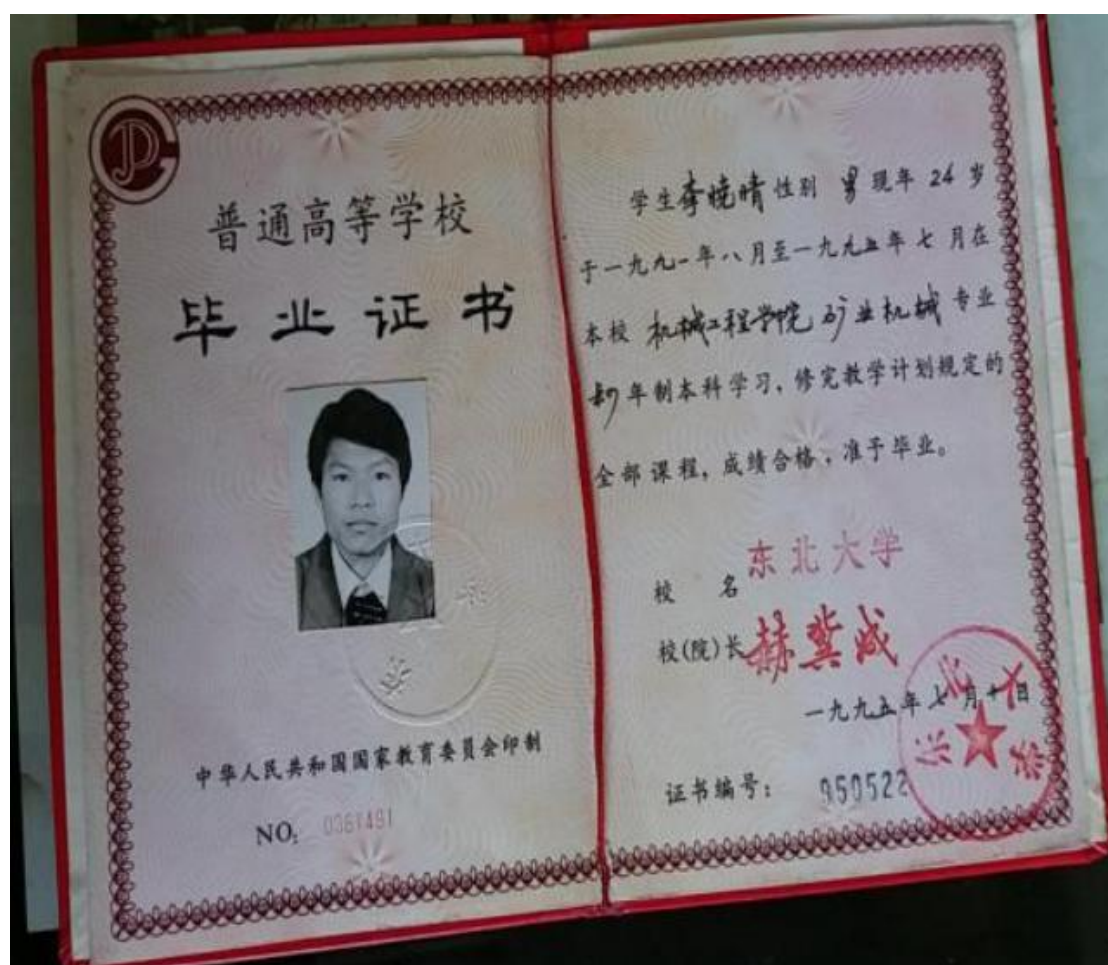 普通高等学校
毕业证书
中华人民共和国国家教育委员会印制
NO:
学生李晓晴性别 男现年 24 岁
于一九九一年八月至一九九五年七月在
本校 机械工程学院 矿业机械 专业
年制本科学习，修完教学计划规定的
全部课程，成绩合格，准予毕业。
校 名 东北大学
校(院)长 赫冀成
一九九五年七月十日
证书编号： 950522